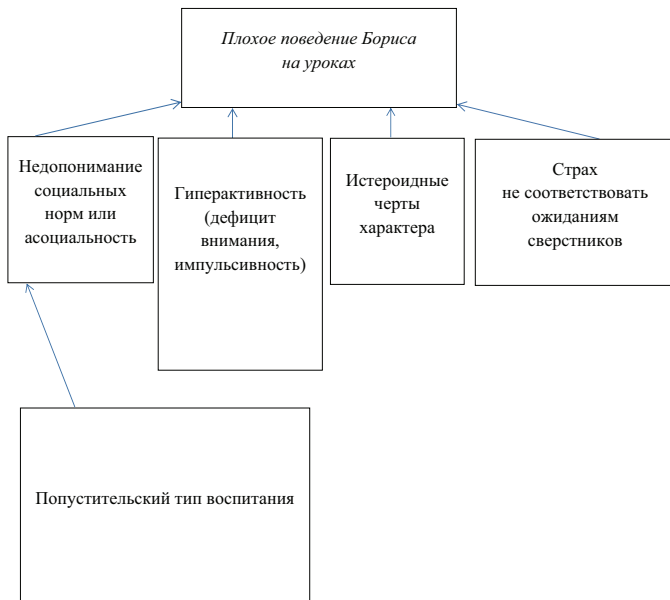 Плохое поведение Бориса
на уроках
Недопонимание
социальных
норм или
асоциальность
Гиперактивность
(дефицит
внимания,
импульсивность)
Истероидные
черты
характера
Страх
не соответствовать
ожиданиям
сверстников
Попустительский тип воспитания